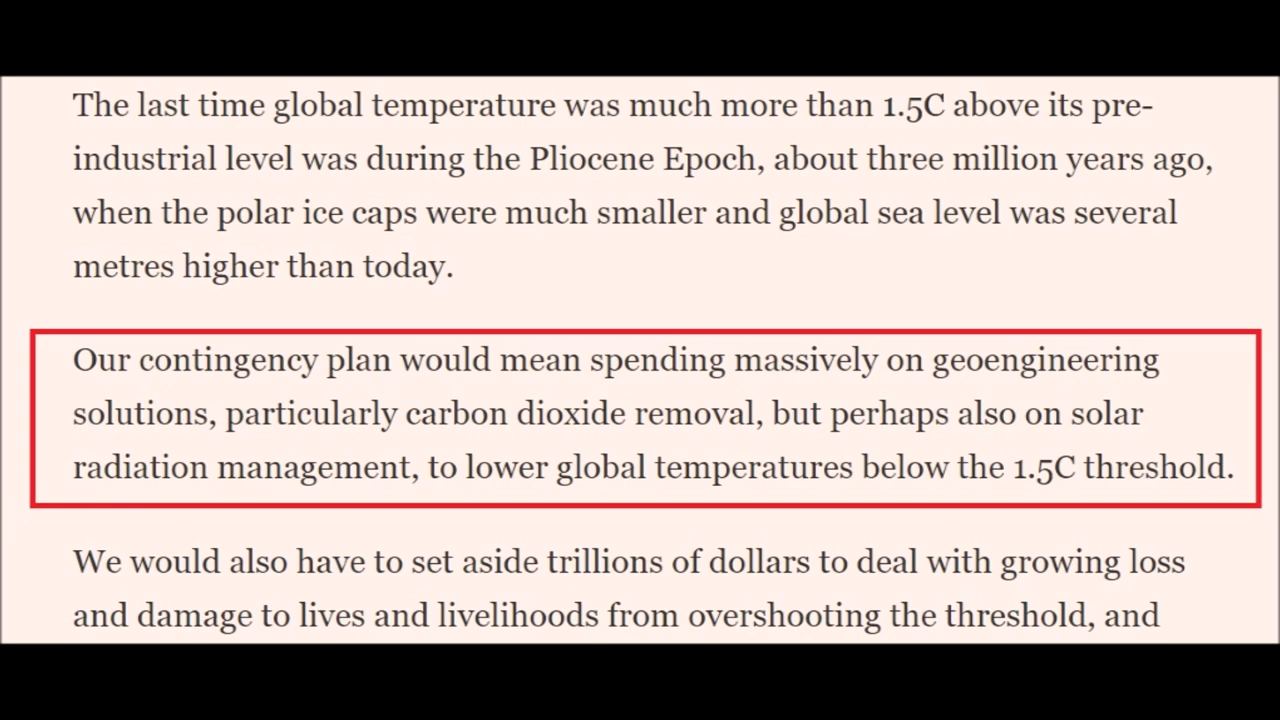 The last time global temperature was much more than 1.5C above its pre-
industrial level was during the Pliocene Epoch, about three million years ago,
when the polar ice caps were much smaller and global sea level was several
metres higher than today.
Our contingency plan would mean spending massively on geoengineering
solutions, particularly carbon dioxide removal, but perhaps also on solar
radiation management, to lower global temperatures below the 1.5C threshold.
We would also have to set aside trillions of dollars to deal with growing loss
and damage to lives and livelihoods from overshooting the threshold, and